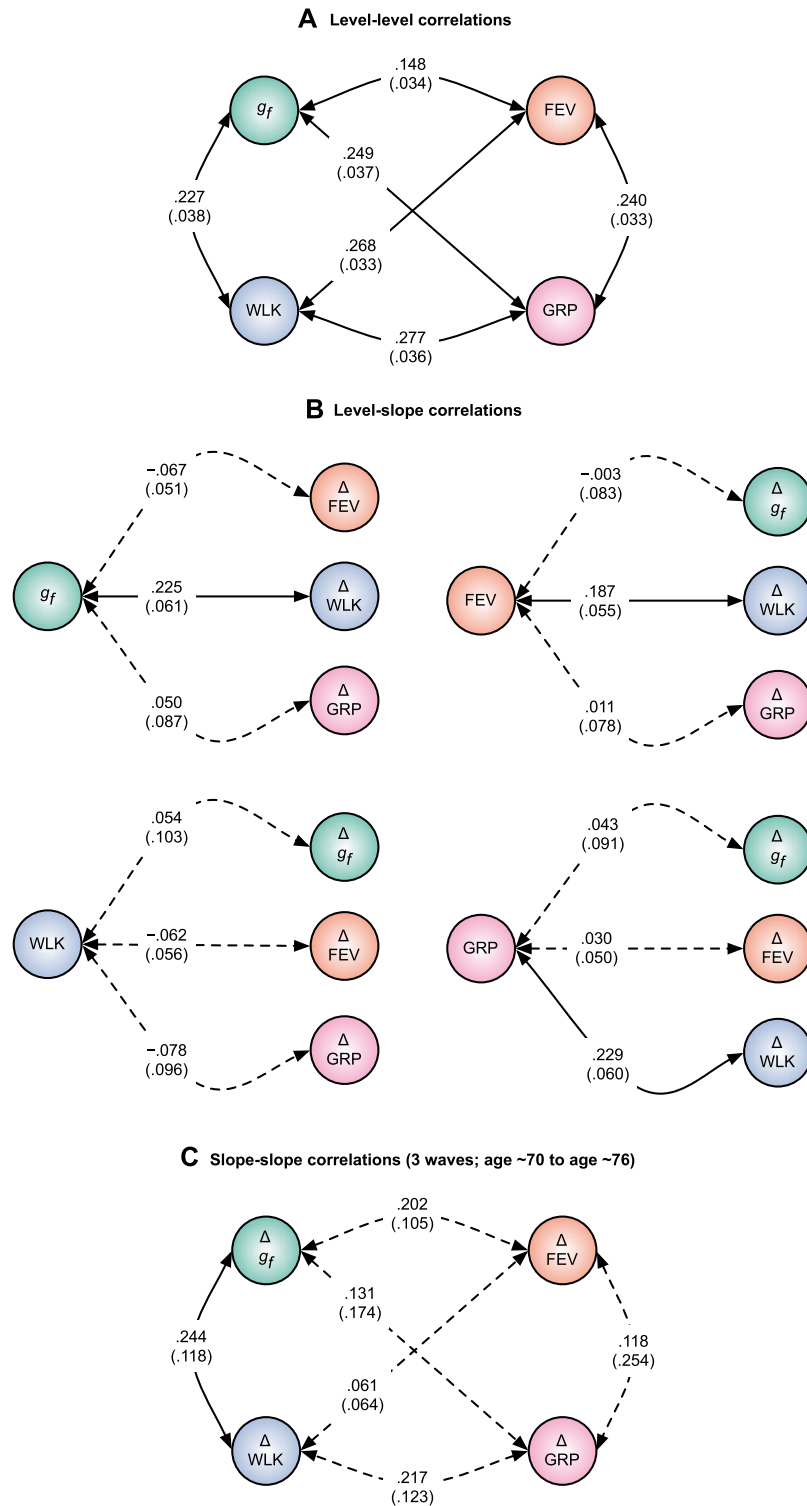 A Level-level correlations
.148
(.034)
gf
FEV
.249
(.037)
.227
(.038)
.240
(.033)
.268
(.033)
WLK
GRP
.277
(.036)
B Level-slope correlations
−.067
(.051)
Δ
FEV
gf
.225
(.061)
Δ
WLK
.050
(.087)
Δ
GRP
−.003
(.083)
Δ
gf
FEV
.187
(.055)
Δ
WLK
.011
(.078)
Δ
GRP
.054
(.103)
Δ
gf
WLK
−.062
(.056)
Δ
FEV
−.078
(.096)
Δ
GRP
.043
(.091)
Δ
gf
GRP
.030
(.050)
Δ
FEV
.229
(.060)
Δ
WLK
C Slope-slope correlations (3 waves; age ~70 to age ~76)
.202
(.105)
Δ
gf
Δ
FEV
.131
(.174)
.244
(.118)
.118
(.254)
.061
(.064)
Δ
WLK
Δ
GRP
.217
(.123)